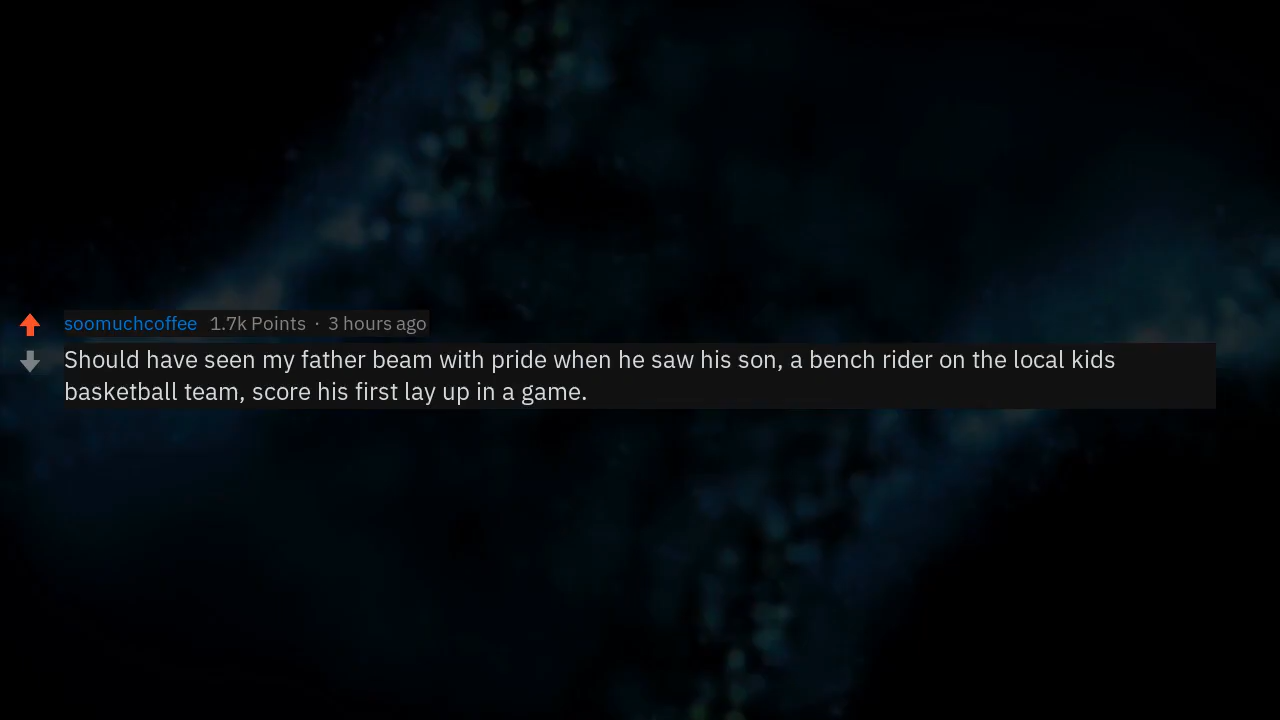 soomuchcoffee 1.7k Points · 3 hours ago
Should have seen my father beam with pride when he saw his son, a bench rider on the local kids
basketball team, score his first lay up in a game.